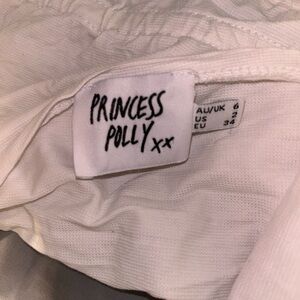 PRINCESS
POLLY xx
AU/UK 6
US 2
EU 34